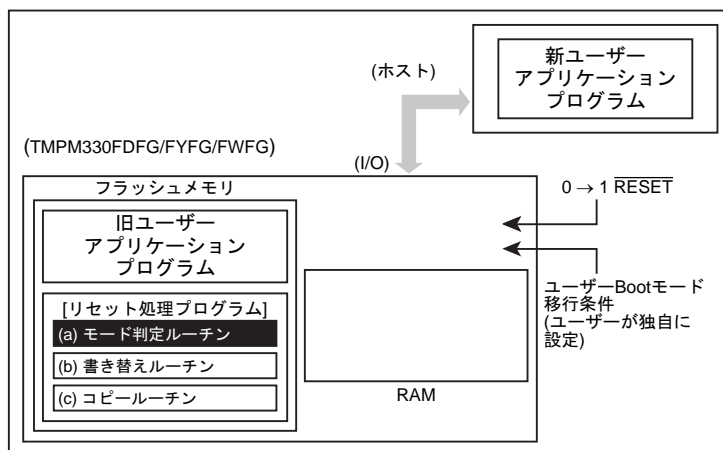 新ユーザー
アプリケーション
プログラム
(ホスト)
(TMPM330FDFG/FYFG/FWFG)
(I/O)
フラッシュメモリ
0 → 1 RESET
旧ユーザー
アプリケーション
プログラム
ユーザーBootモード
移行条件
(ユーザーが独自に
設定)
[リセット処理プログラム]
(a) モード判定ルーチン
(b) 書き替えルーチン
(c) コピールーチン
RAM